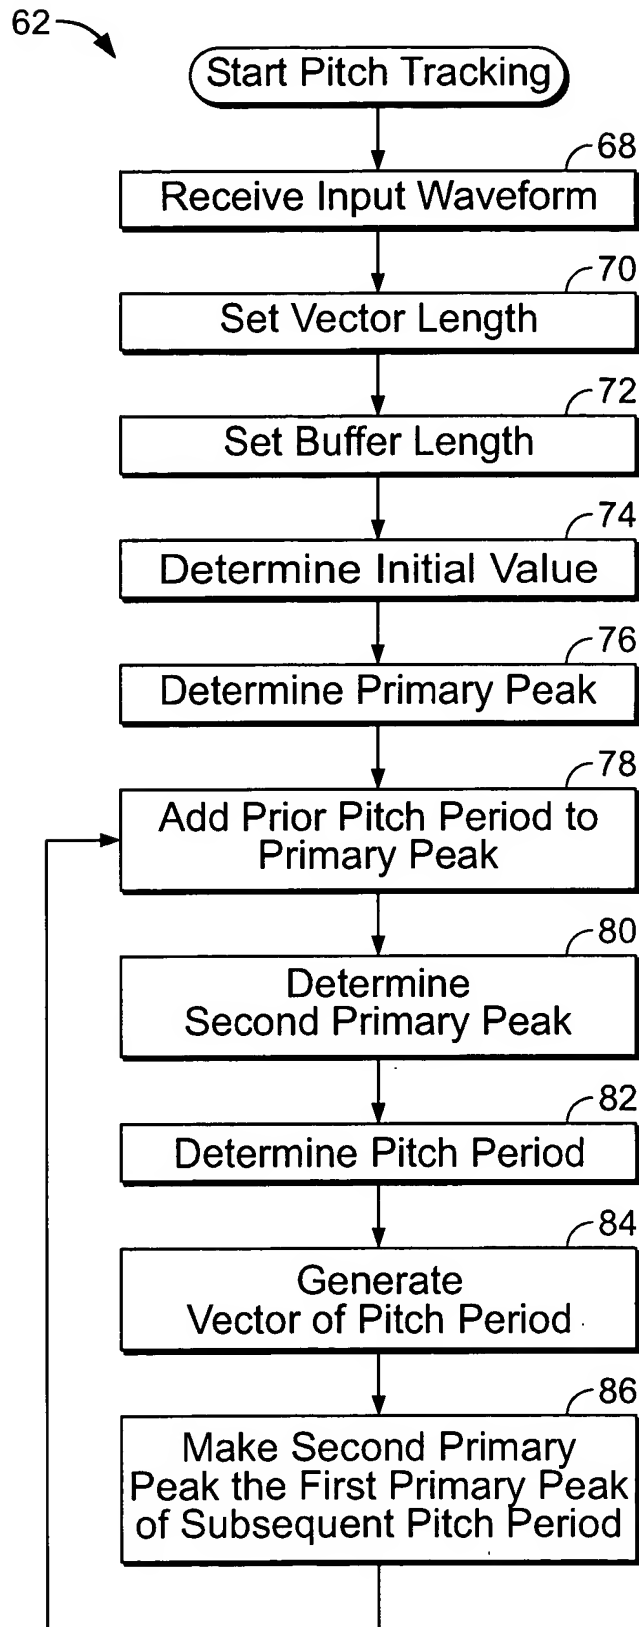 62
Start Pitch Tracking
68
Receive Input Waveform
70
Set Vector Length
72
Set Buffer Length
74
Determine Initial Value
76
Determine Primary Peak
78
Add Prior Pitch Period to
Primary Peak
80
Determine
Second Primary Peak
82
Determine Pitch Period
84
Generate
Vector of Pitch Period
86
Make Second Primary
Peak the First Primary Peak
of Subsequent Pitch Period